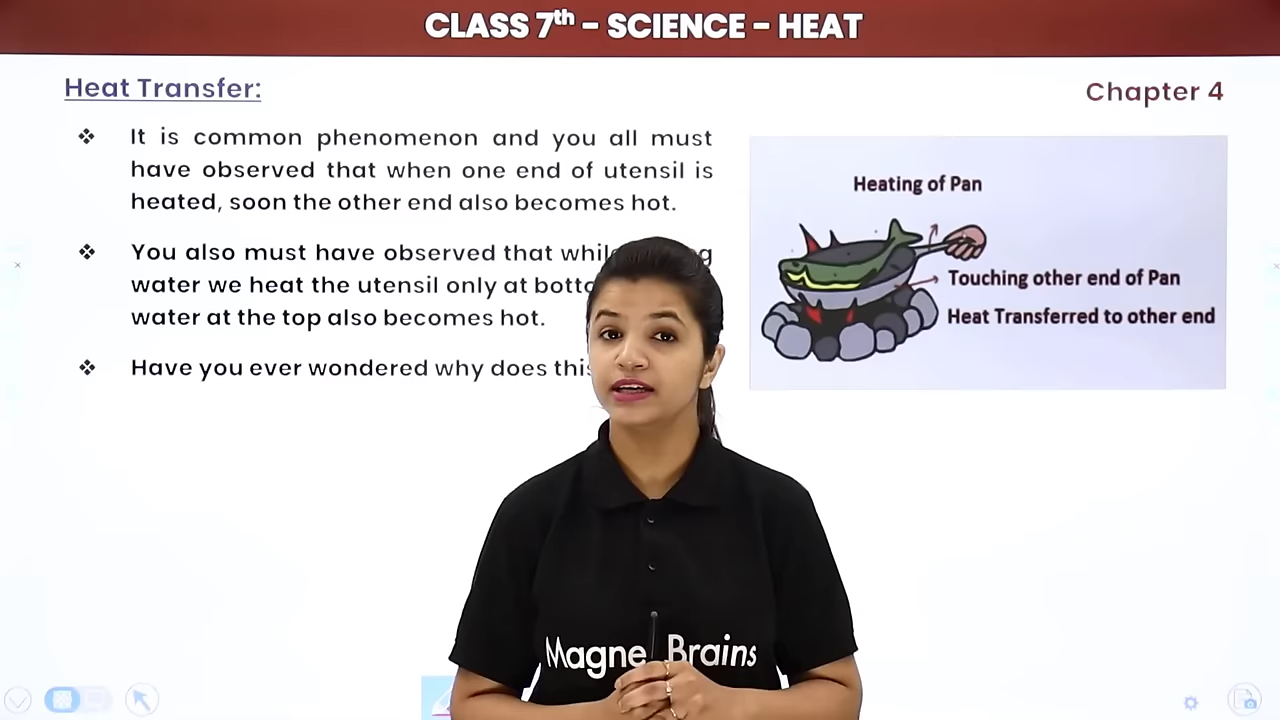 CLASS 7th – SCIENCE – HEAT
Heat Transfer:
Chapter 4
❖ It is common phenomenon and you all must
have observed that when one end of utensil is
heated, soon the other end also becomes hot.
❖ You also must have observed that
water we heat the utensil only at
water at the top also becomes hot.
❖ Have you ever wondered why does
Heating of Pan
Touching other end of Pan
Heat Transferred to other end
Magne Brains